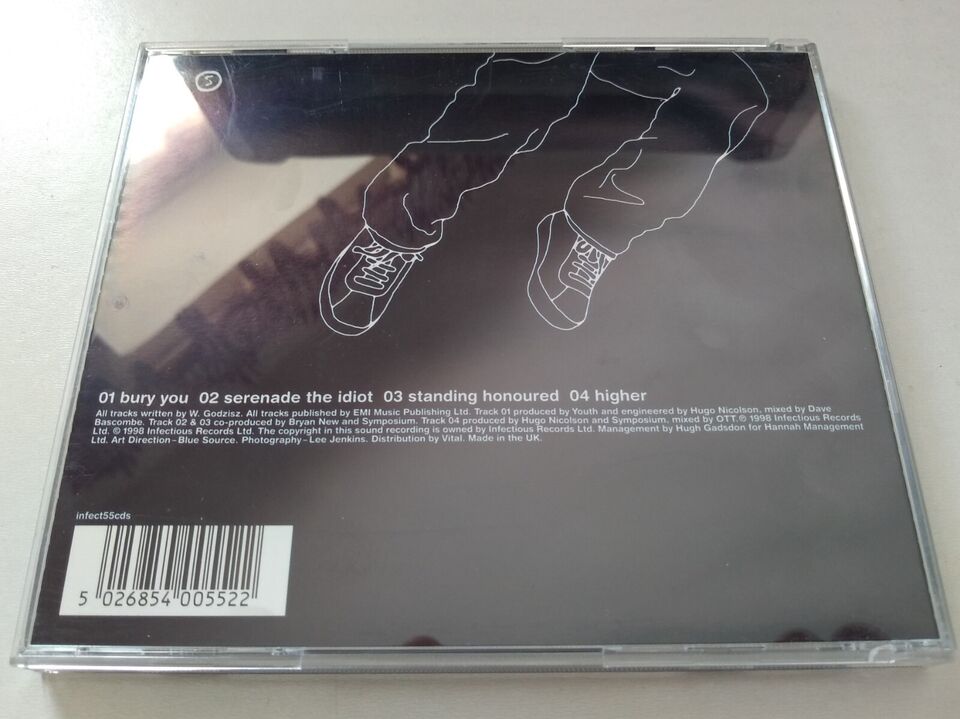 S
01 bury you 02 serenade the idiot 03 standing honoured 04 higher
All tracks written by W. Godzisz. All tracks published by EMI Music Publishing Ltd. Track 01 produced by Youth and engineered by Hugo Nicolson, mixed by Dave
Bascombe. Track 02 & 03 co-produced by Bryan New and Symposium. Track 04 produced by Hugo Nicolson and Symposium, mixed by OTT.℗ 1998 Infectious Records
Ltd. © 1998 Infectious Records Ltd. The copyright in this sound recording is owned by Infectious Records Ltd. Management by Hugh Gadsdon for Hannah Management
Ltd. Art Direction–Blue Source. Photography–Lee Jenkins. Distribution by Vital. Made in the UK.
infect55cds
5 026854 005522